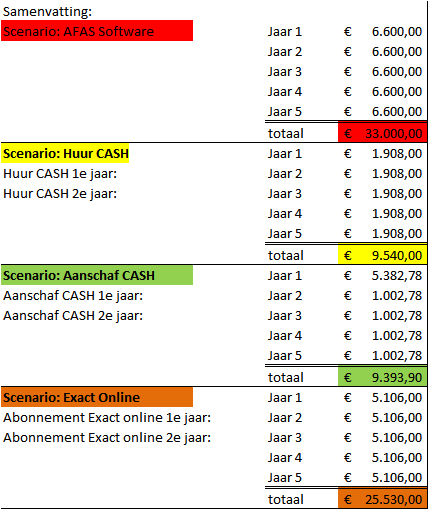 Samenvatting:
Scenario: AFAS Software Jaar 1 € 6.600,00
Jaar 2 € 6.600,00
Jaar 3 € 6.600,00
Jaar 4 € 6.600,00
Jaar 5 € 6.600,00
totaal € 33.000,00
Scenario: Huur CASH Jaar 1 € 1.908,00
Huur CASH 1e jaar: Jaar 2 € 1.908,00
Huur CASH 2e jaar: Jaar 3 € 1.908,00
Jaar 4 € 1.908,00
Jaar 5 € 1.908,00
totaal € 9.540,00
Scenario: Aanschaf CASH Jaar 1 € 5.382,78
Aanschaf CASH 1e jaar: Jaar 2 € 1.002,78
Aanschaf CASH 2e jaar: Jaar 3 € 1.002,78
Jaar 4 € 1.002,78
Jaar 5 € 1.002,78
totaal € 9.393,90
Scenario: Exact Online Jaar 1 € 5.106,00
Abonnement Exact online 1e jaar: Jaar 2 € 5.106,00
Abonnement Exact online 2e jaar: Jaar 3 € 5.106,00
Jaar 4 € 5.106,00
Jaar 5 € 5.106,00
totaal € 25.530,00